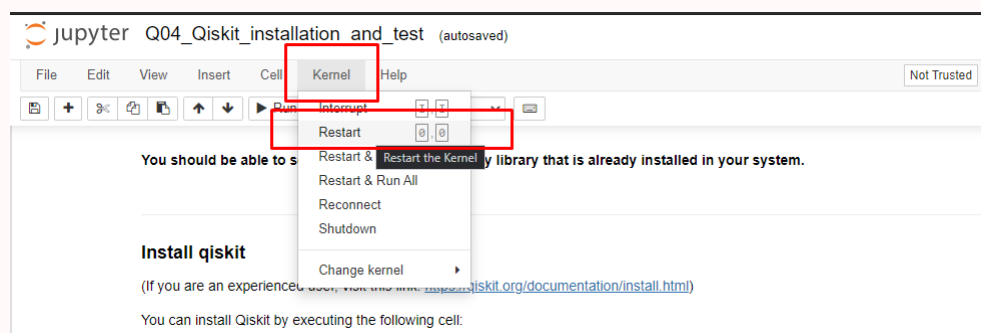 jupyter Q04_Qiskit_installation_and_test (autosaved)
File Edit View Insert Cell Kernel Help Not Trusted
Run Interrupt I,I
Restart 0,0
Restart & Restart the Kernel
You should be able to s y library that is already installed in your system.
Restart & Run All
Reconnect
Shutdown
Install qiskit
Change kernel
(If you are an experienced user, visit this link: https://qiskit.org/documentation/install.html)
You can install Qiskit by executing the following cell: